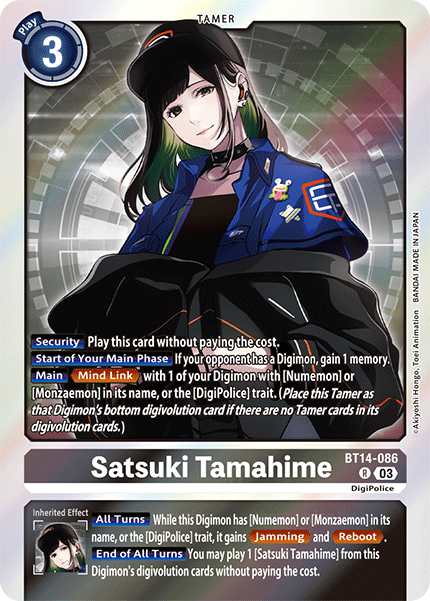 TAMER
Play
3
EIT
Security Play this card without paying the cost.
Start of Your Main Phase If your opponent has a Digimon, gain 1 memory.
Main Mind Link with 1 of your Digimon with [Numemon] or
[Monzaemon] in its name, or the [DigiPolice] trait. (Place this Tamer as
that Digimon's bottom digivolution card if there are no Tamer cards in its
digivolution cards.)
©Akiyoshi Hongo, Toei Animation BANDAI MADE IN JAPAN
Satsuki Tamahime
BT14-086
R 03
DigiPolice
Inherited Effect
All Turns While this Digimon has [Numemon] or [Monzaemon] in its
name, or the [DigiPolice] trait, it gains Jamming and Reboot.
End of All Turns You may play 1 [Satsuki Tamahime] from this
Digimon's digivolution cards without paying the cost.